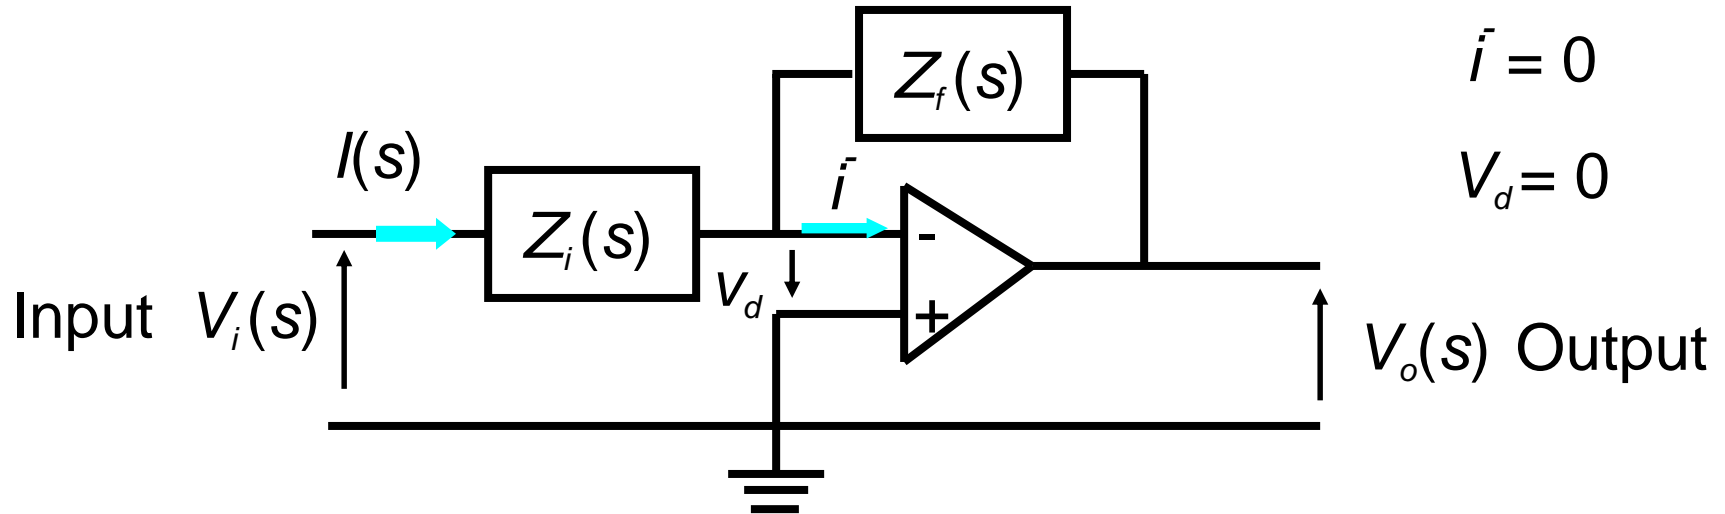 Z_f(s)
i⁻ = 0
I(s)
i⁻
V_d = 0
Z_i(s)
-
v_d
Input V_i(s)
+
V_o(s) Output